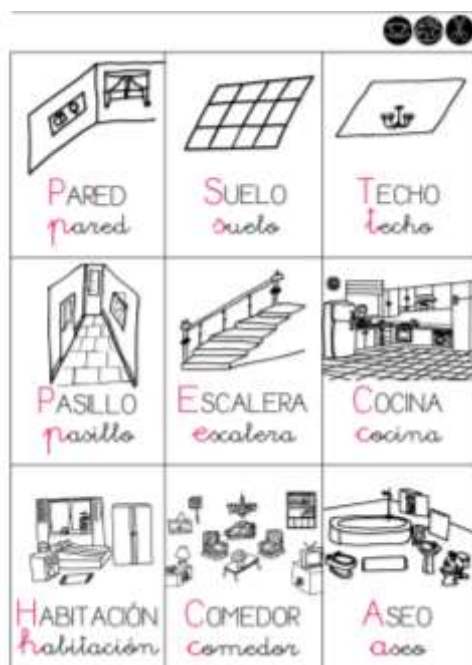 PARED
pared
SUELO
suelo
TECHO
techo
PASILLO
pasillo
ESCALERA
escalera
COCINA
cocina
HABITACIÓN
habitación
COMEDOR
comedor
ASEO
aseo